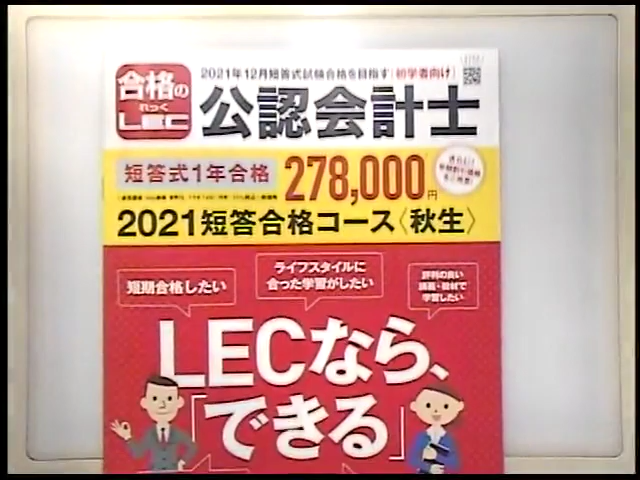 2021年12月短答式試験合格を目指す[初学者向け]
合格の
れっく
LEC
公認会計士
短答式1年合格
278,000円
2021短答合格コース〈秋生〉
短期合格したい
ライフスタイルに
合った学習がしたい
評判の良い
講義・教材で
学習したい
LECなら、
「できる」